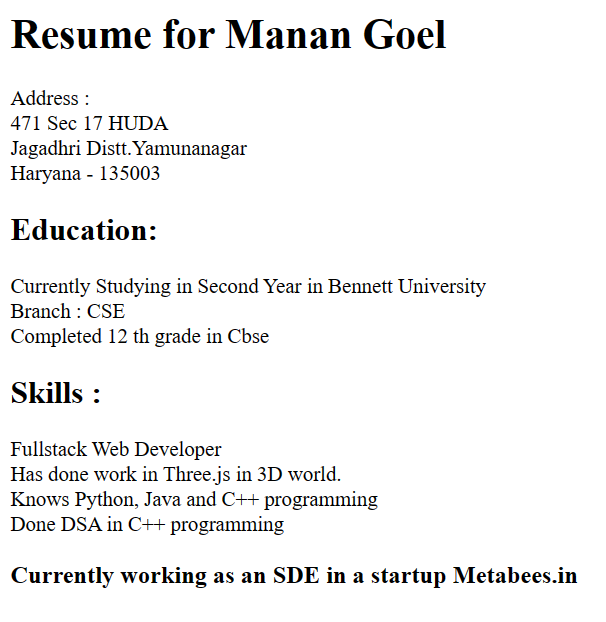 Resume for Manan Goel
Address :
471 Sec 17 HUDA
Jagadhri Distt.Yamunanagar
Haryana - 135003
Education:
Currently Studying in Second Year in Bennett University
Branch : CSE
Completed 12 th grade in Cbse
Skills :
Fullstack Web Developer
Has done work in Three.js in 3D world.
Knows Python, Java and C++ programming
Done DSA in C++ programming
Currently working as an SDE in a startup Metabees.in